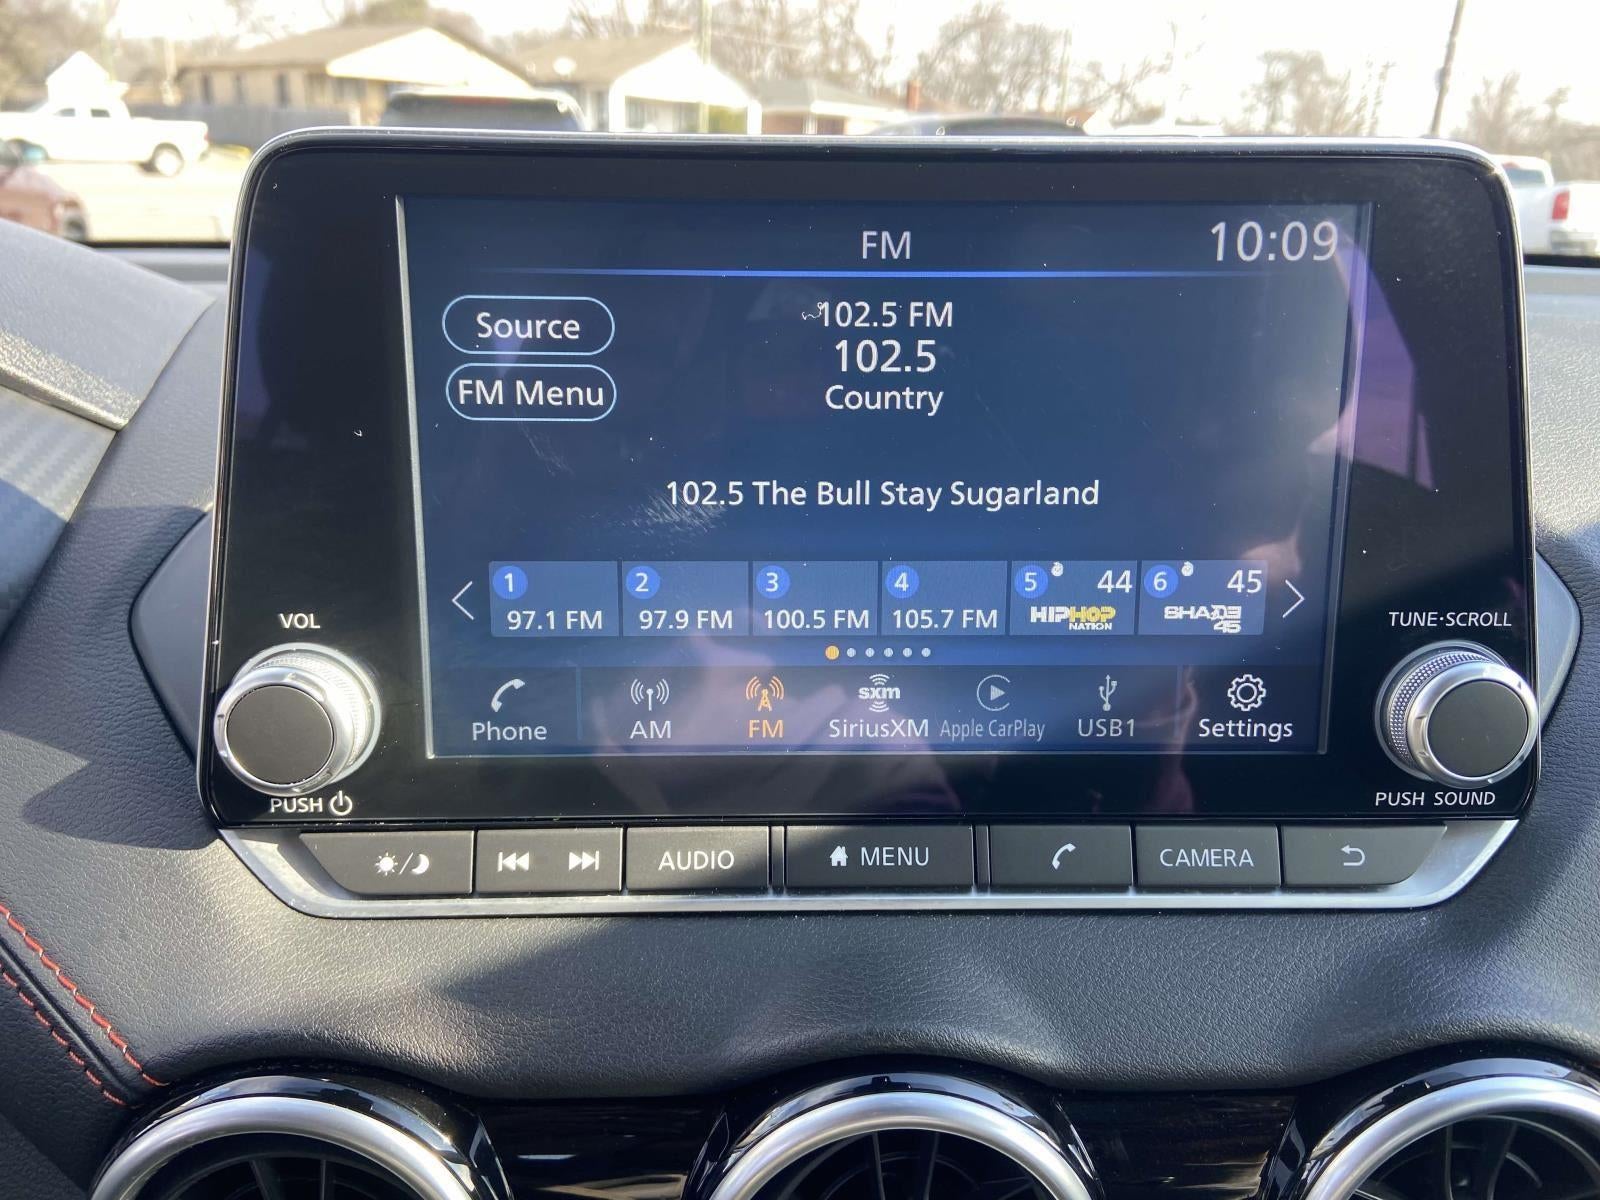 FM
10:09
Source
102.5 FM
102.5
FM Menu
Country
102.5 The Bull Stay Sugarland
1
97.1 FM
2
97.9 FM
3
100.5 FM
4
105.7 FM
5
44
HIPHOP
NATION
6
45
SHADE
45
Phone
AM
FM
sxm
SiriusXM
Apple CarPlay
USB1
Settings
VOL
PUSH
TUNE·SCROLL
PUSH SOUND
AUDIO
MENU
CAMERA